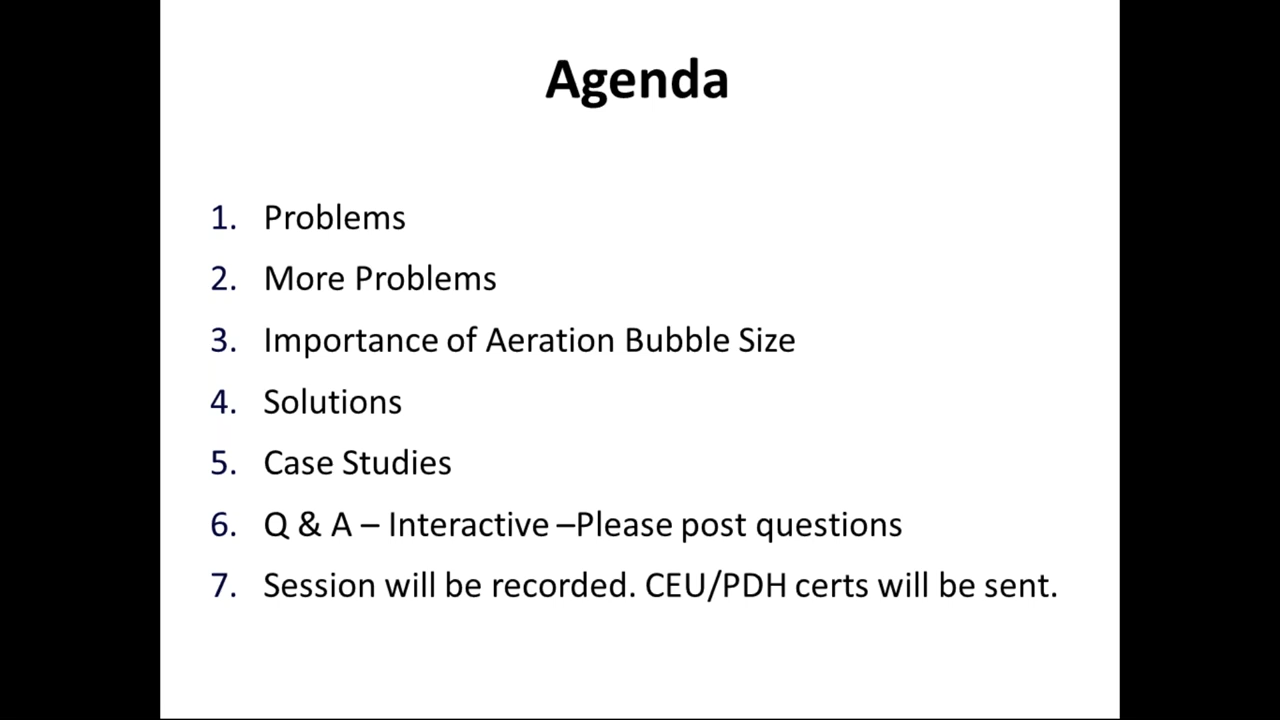 Agenda
1. Problems
2. More Problems
3. Importance of Aeration Bubble Size
4. Solutions
5. Case Studies
6. Q & A – Interactive –Please post questions
7. Session will be recorded. CEU/PDH certs will be sent.